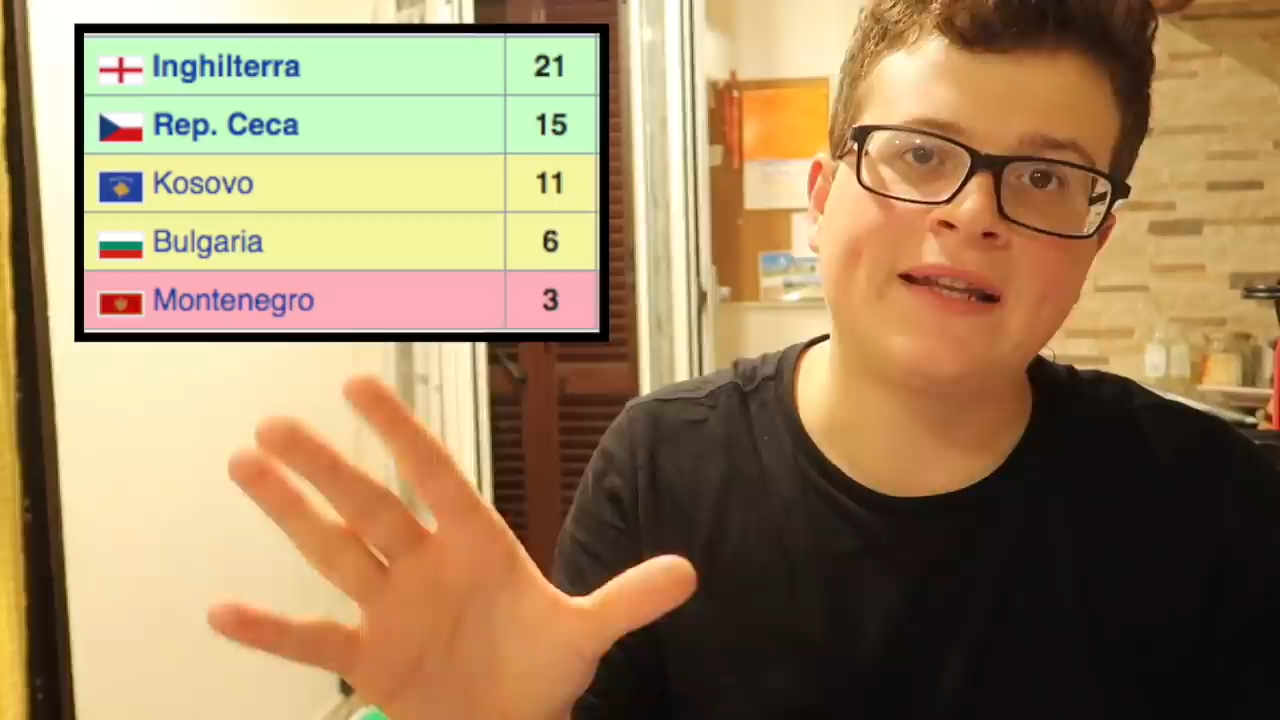 Inghilterra 21
Rep. Ceca 15
Kosovo 11
Bulgaria 6
Montenegro 3